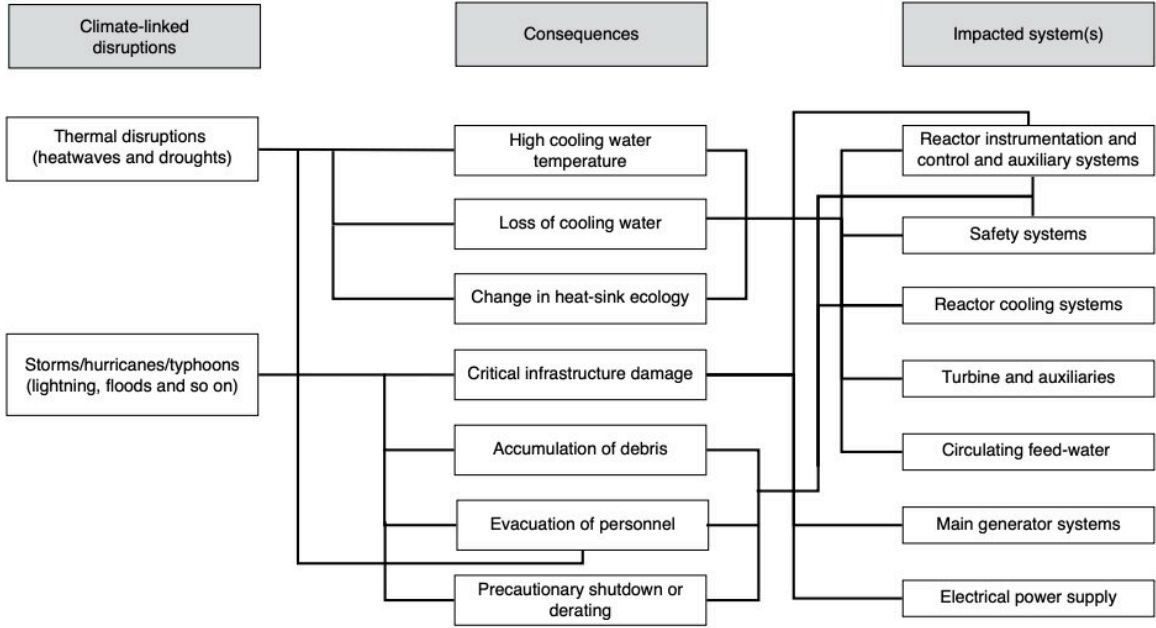 Climate-linked
disruptions
Consequences
Impacted system(s)
Thermal disruptions
(heatwaves and droughts)
High cooling water
temperature
Reactor instrumentation and
control and auxiliary systems
Loss of cooling water
Safety systems
Change in heat-sink ecology
Reactor cooling systems
Storms/hurricanes/typhoons
(lightning, floods and so on)
Critical infrastructure damage
Turbine and auxiliaries
Accumulation of debris
Circulating feed-water
Evacuation of personnel
Main generator systems
Precautionary shutdown or
derating
Electrical power supply